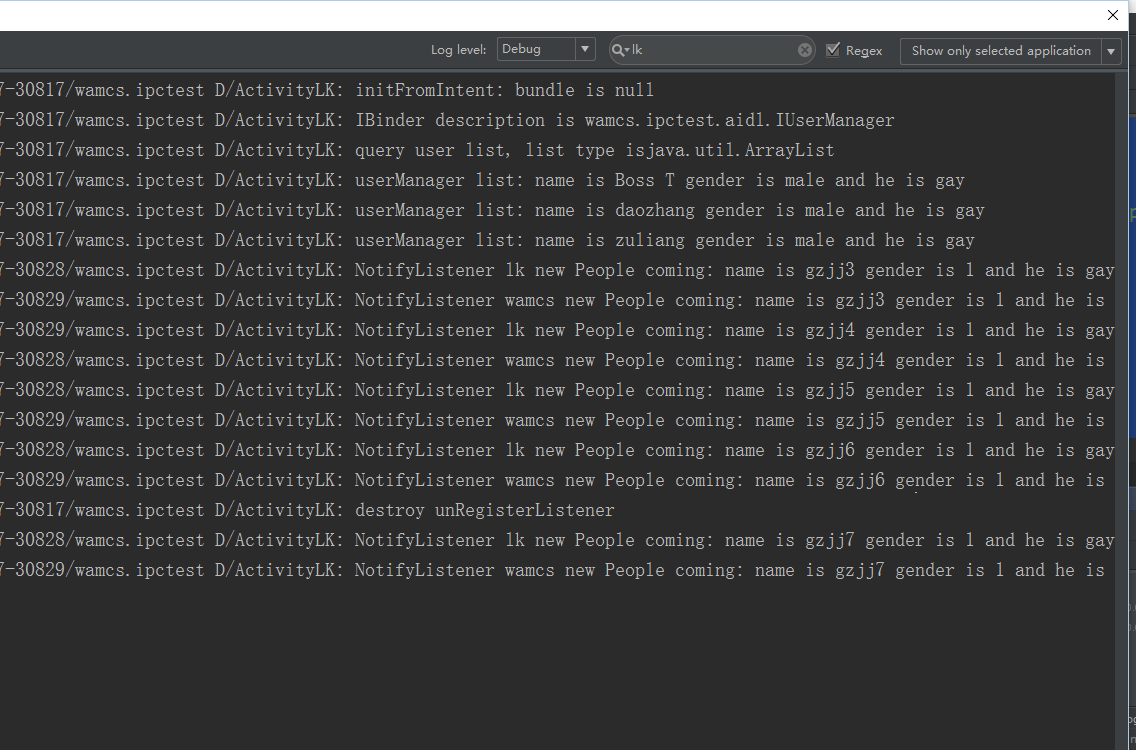 Log level: Debug lk Regex Show only selected application
7-30817/wamcs.ipctest D/ActivityLK: initFromIntent: bundle is null
7-30817/wamcs.ipctest D/ActivityLK: IBinder description is wamcs.ipctest.aidl.IUserManager
7-30817/wamcs.ipctest D/ActivityLK: query user list, list type isjava.util.ArrayList
7-30817/wamcs.ipctest D/ActivityLK: userManager list: name is Boss T gender is male and he is gay
7-30817/wamcs.ipctest D/ActivityLK: userManager list: name is daozhang gender is male and he is gay
7-30817/wamcs.ipctest D/ActivityLK: userManager list: name is zuliang gender is male and he is gay
7-30828/wamcs.ipctest D/ActivityLK: NotifyListener lk new People coming: name is gzjj3 gender is l and he is gay
7-30829/wamcs.ipctest D/ActivityLK: NotifyListener wamcs new People coming: name is gzjj3 gender is l and he is
7-30829/wamcs.ipctest D/ActivityLK: NotifyListener lk new People coming: name is gzjj4 gender is l and he is gay
7-30828/wamcs.ipctest D/ActivityLK: NotifyListener wamcs new People coming: name is gzjj4 gender is l and he is
7-30828/wamcs.ipctest D/ActivityLK: NotifyListener lk new People coming: name is gzjj5 gender is l and he is gay
7-30829/wamcs.ipctest D/ActivityLK: NotifyListener wamcs new People coming: name is gzjj5 gender is l and he is
7-30828/wamcs.ipctest D/ActivityLK: NotifyListener lk new People coming: name is gzjj6 gender is l and he is gay
7-30829/wamcs.ipctest D/ActivityLK: NotifyListener wamcs new People coming: name is gzjj6 gender is l and he is
7-30817/wamcs.ipctest D/ActivityLK: destroy unRegisterListener
7-30828/wamcs.ipctest D/ActivityLK: NotifyListener lk new People coming: name is gzjj7 gender is l and he is gay
7-30829/wamcs.ipctest D/ActivityLK: NotifyListener wamcs new People coming: name is gzjj7 gender is l and he is